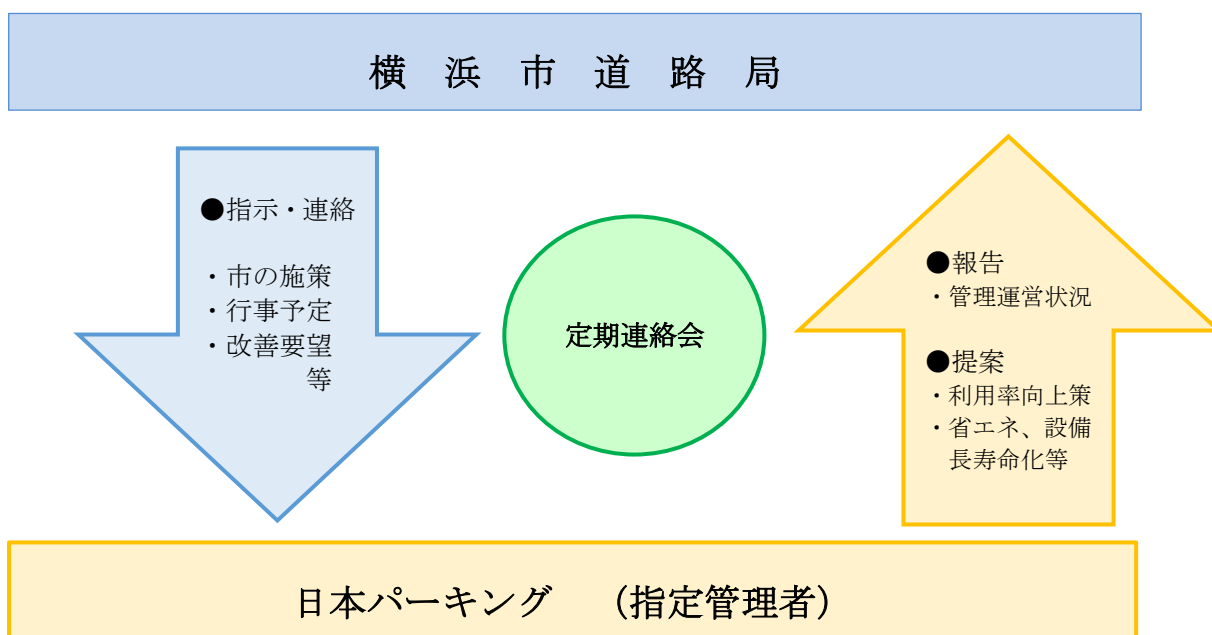 横 浜 市 道 路 局
●指示・連絡
・市の施策
・行事予定
・改善要望
等
定期連絡会
●報告
・管理運営状況
●提案
・利用率向上策
・省エネ、設備
長寿命化等
日本パーキング （指定管理者）